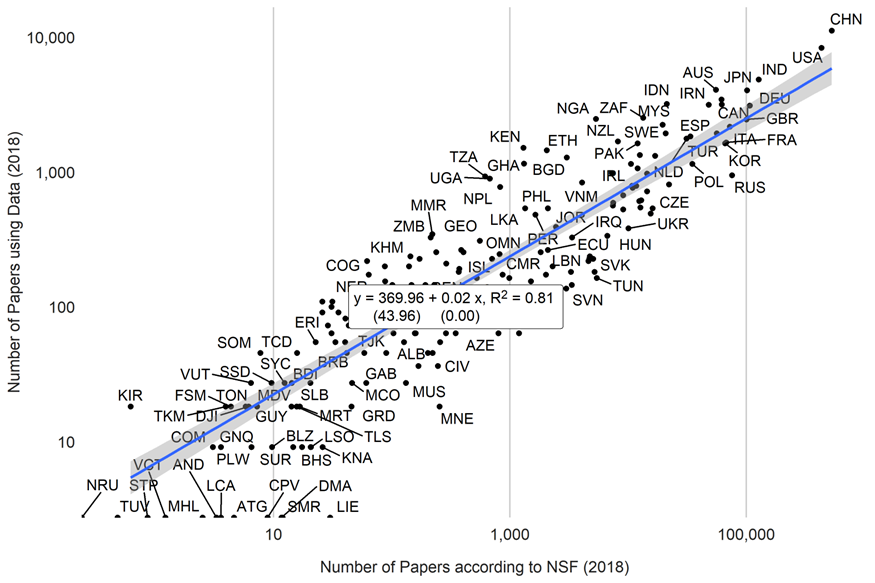 CHN
10,000
USA
AUS JPN IND
IDN IRN DEU
NGA ZAF MYS CAN GBR
KEN NZL SWE ESP ITA FRA
ETH PAK TUR KOR
TZA GHA
1,000 UGA BGD IRL NLD POL RUS
NPL PHL VNM
MMR LKA JOR CZE
ZMB GEO PER IRQ UKR
KHM OMN ECU HUN
COG ISL CMR LBN SVK
TUN
SVN
100
y = 369.96 + 0.02 x, R² = 0.81
(43.96) (0.00)
ERI
SOM TCD TJK AZE
SYC BRB ALB
VUT SSD BDI GAB CIV
KIR FSM TON MDV SLB MCO MUS
TKM DJI GUY MRT GRD MNE
COM GNQ BLZ LSO TLS
10
PLW SUR BHS KNA
VCT AND
NRU STP LCA CPV DMA
TUV MHL ATG SMR LIE
10 1,000 100,000
Number of Papers using Data (2018)
Number of Papers according to NSF (2018)